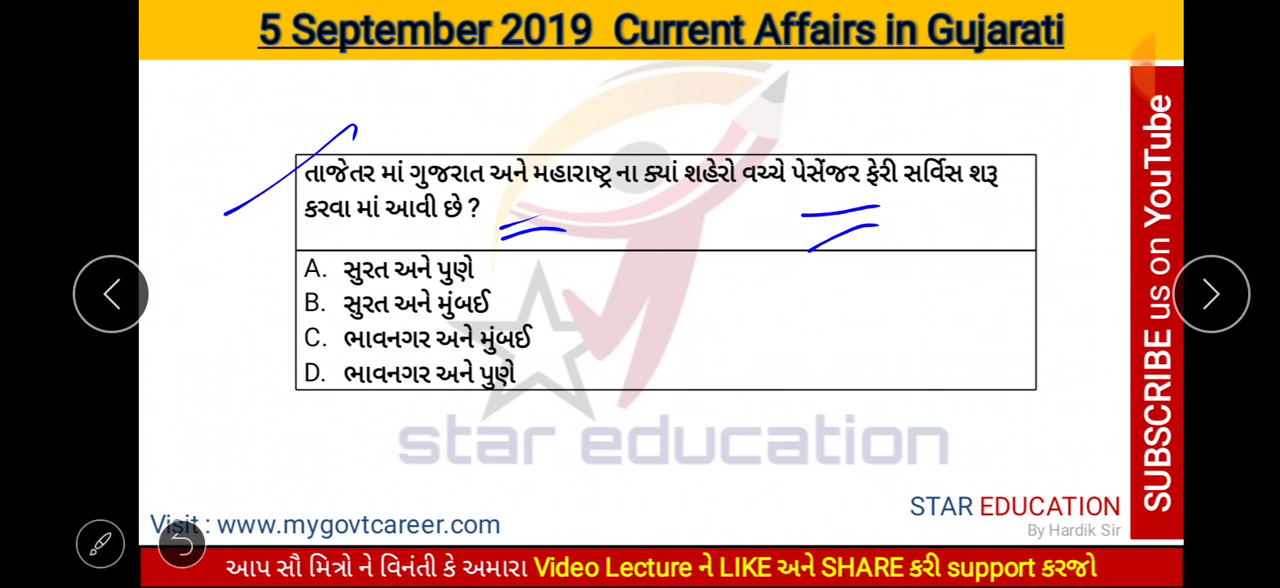 5 September 2019 Current Affairs in Gujarati
તાજેતર માં ગુજરાત અને મહારાષ્ટ્ર ના ક્યાં શહેરો વચ્ચે પેસેંજર ફેરી સર્વિસ શરૂ
કરવા માં આવી છે ?
A. સુરત અને પુણે
B. સુરત અને મુંબઈ
C. ભાવનગર અને મુંબઈ
D. ભાવનગર અને પુણે
star education
STAR EDUCATION
By Hardik Sir
Visit : www.mygovtcareer.com
આપ સૌ મિત્રો ને વિનંતી કે અમારા Video Lecture ને LIKE અને SHARE કરી support કરજો
SUBSCRIBE us on YouTube